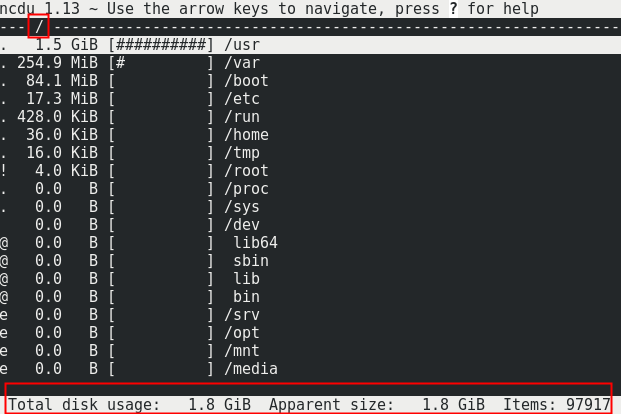 ncdu 1.13 ~ Use the arrow keys to navigate, press ? for help
--- / ---------------------------------------------------------------
. 1.5 GiB [##########] /usr
. 254.9 MiB [#         ] /var
. 84.1 MiB [          ] /boot
. 17.3 MiB [          ] /etc
. 428.0 KiB [          ] /run
. 36.0 KiB [          ] /home
. 16.0 KiB [          ] /tmp
! 4.0 KiB [          ] /root
. 0.0 B [          ] /proc
. 0.0 B [          ] /sys
0.0 B [          ] /dev
@ 0.0 B [          ] lib64
@ 0.0 B [          ] sbin
@ 0.0 B [          ] lib
@ 0.0 B [          ] bin
e 0.0 B [          ] /srv
e 0.0 B [          ] /opt
e 0.0 B [          ] /mnt
e 0.0 B [          ] /media
Total disk usage: 1.8 GiB Apparent size: 1.8 GiB Items: 97917